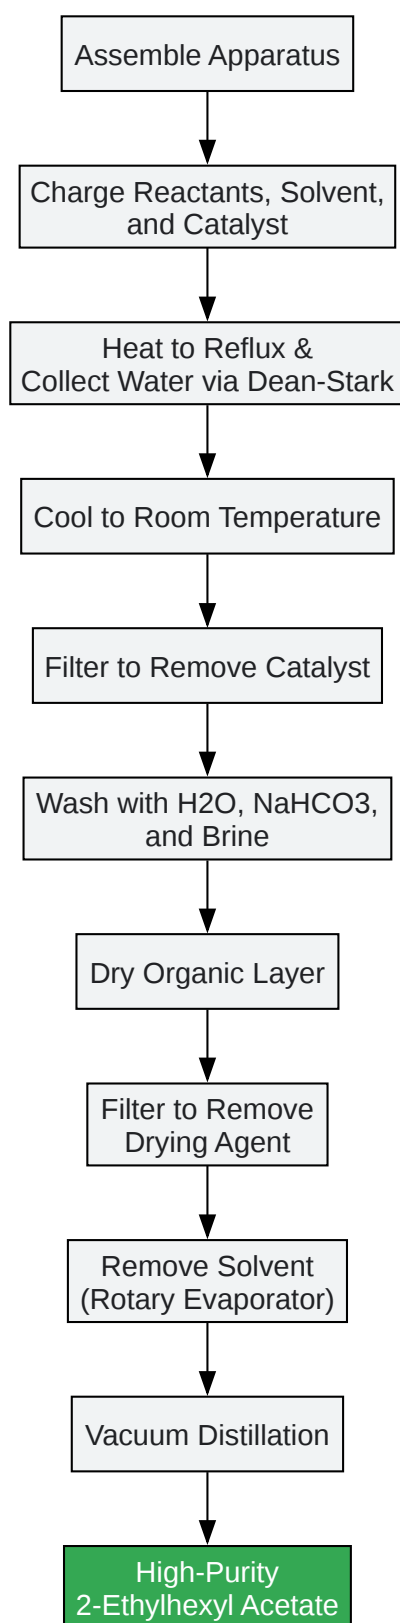 Assemble Apparatus
Charge Reactants, Solvent,
and Catalyst
Heat to Reflux &
Collect Water via Dean-Stark
Cool to Room Temperature
Filter to Remove Catalyst
Wash with H2O, NaHCO3,
and Brine
Dry Organic Layer
Filter to Remove
Drying Agent
Remove Solvent
(Rotary Evaporator)
Vacuum Distillation
High-Purity
2-Ethylhexyl Acetate